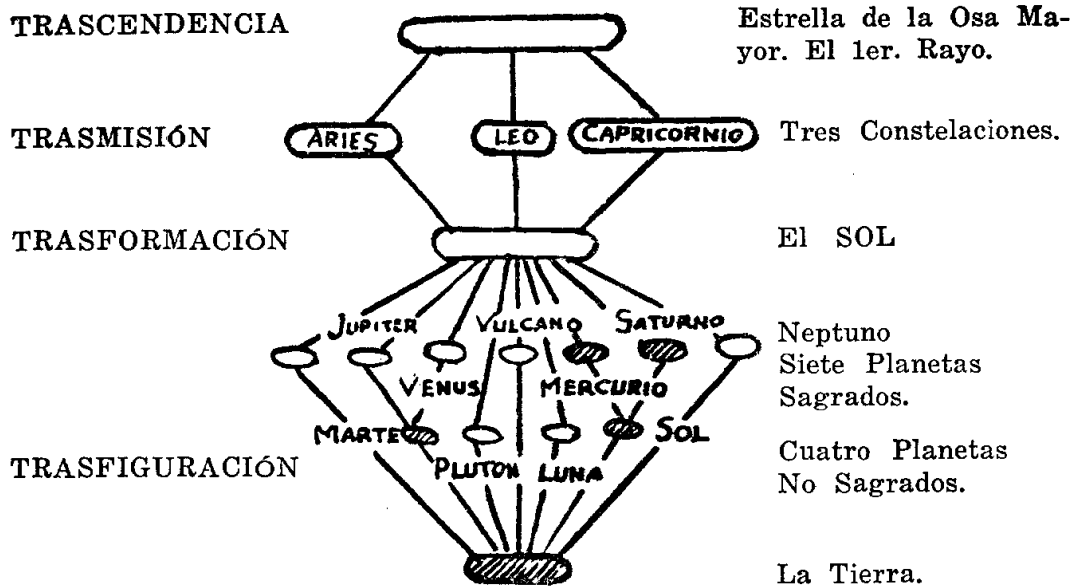 TRASCENDENCIA
Estrella de la Osa Ma-
yor. El 1er. Rayo.
TRASMISIÓN
ARIES
LEO
CAPRICORNIO
Tres Constelaciones.
TRASFORMACIÓN
El SOL
JUPITER
VULCANO
SATURNO
Neptuno
Siete Planetas
Sagrados.
VENUS
MERCURIO
MARTE
SOL
TRASFIGURACIÓN
PLUTON
LUNA
Cuatro Planetas
No Sagrados.
La Tierra.